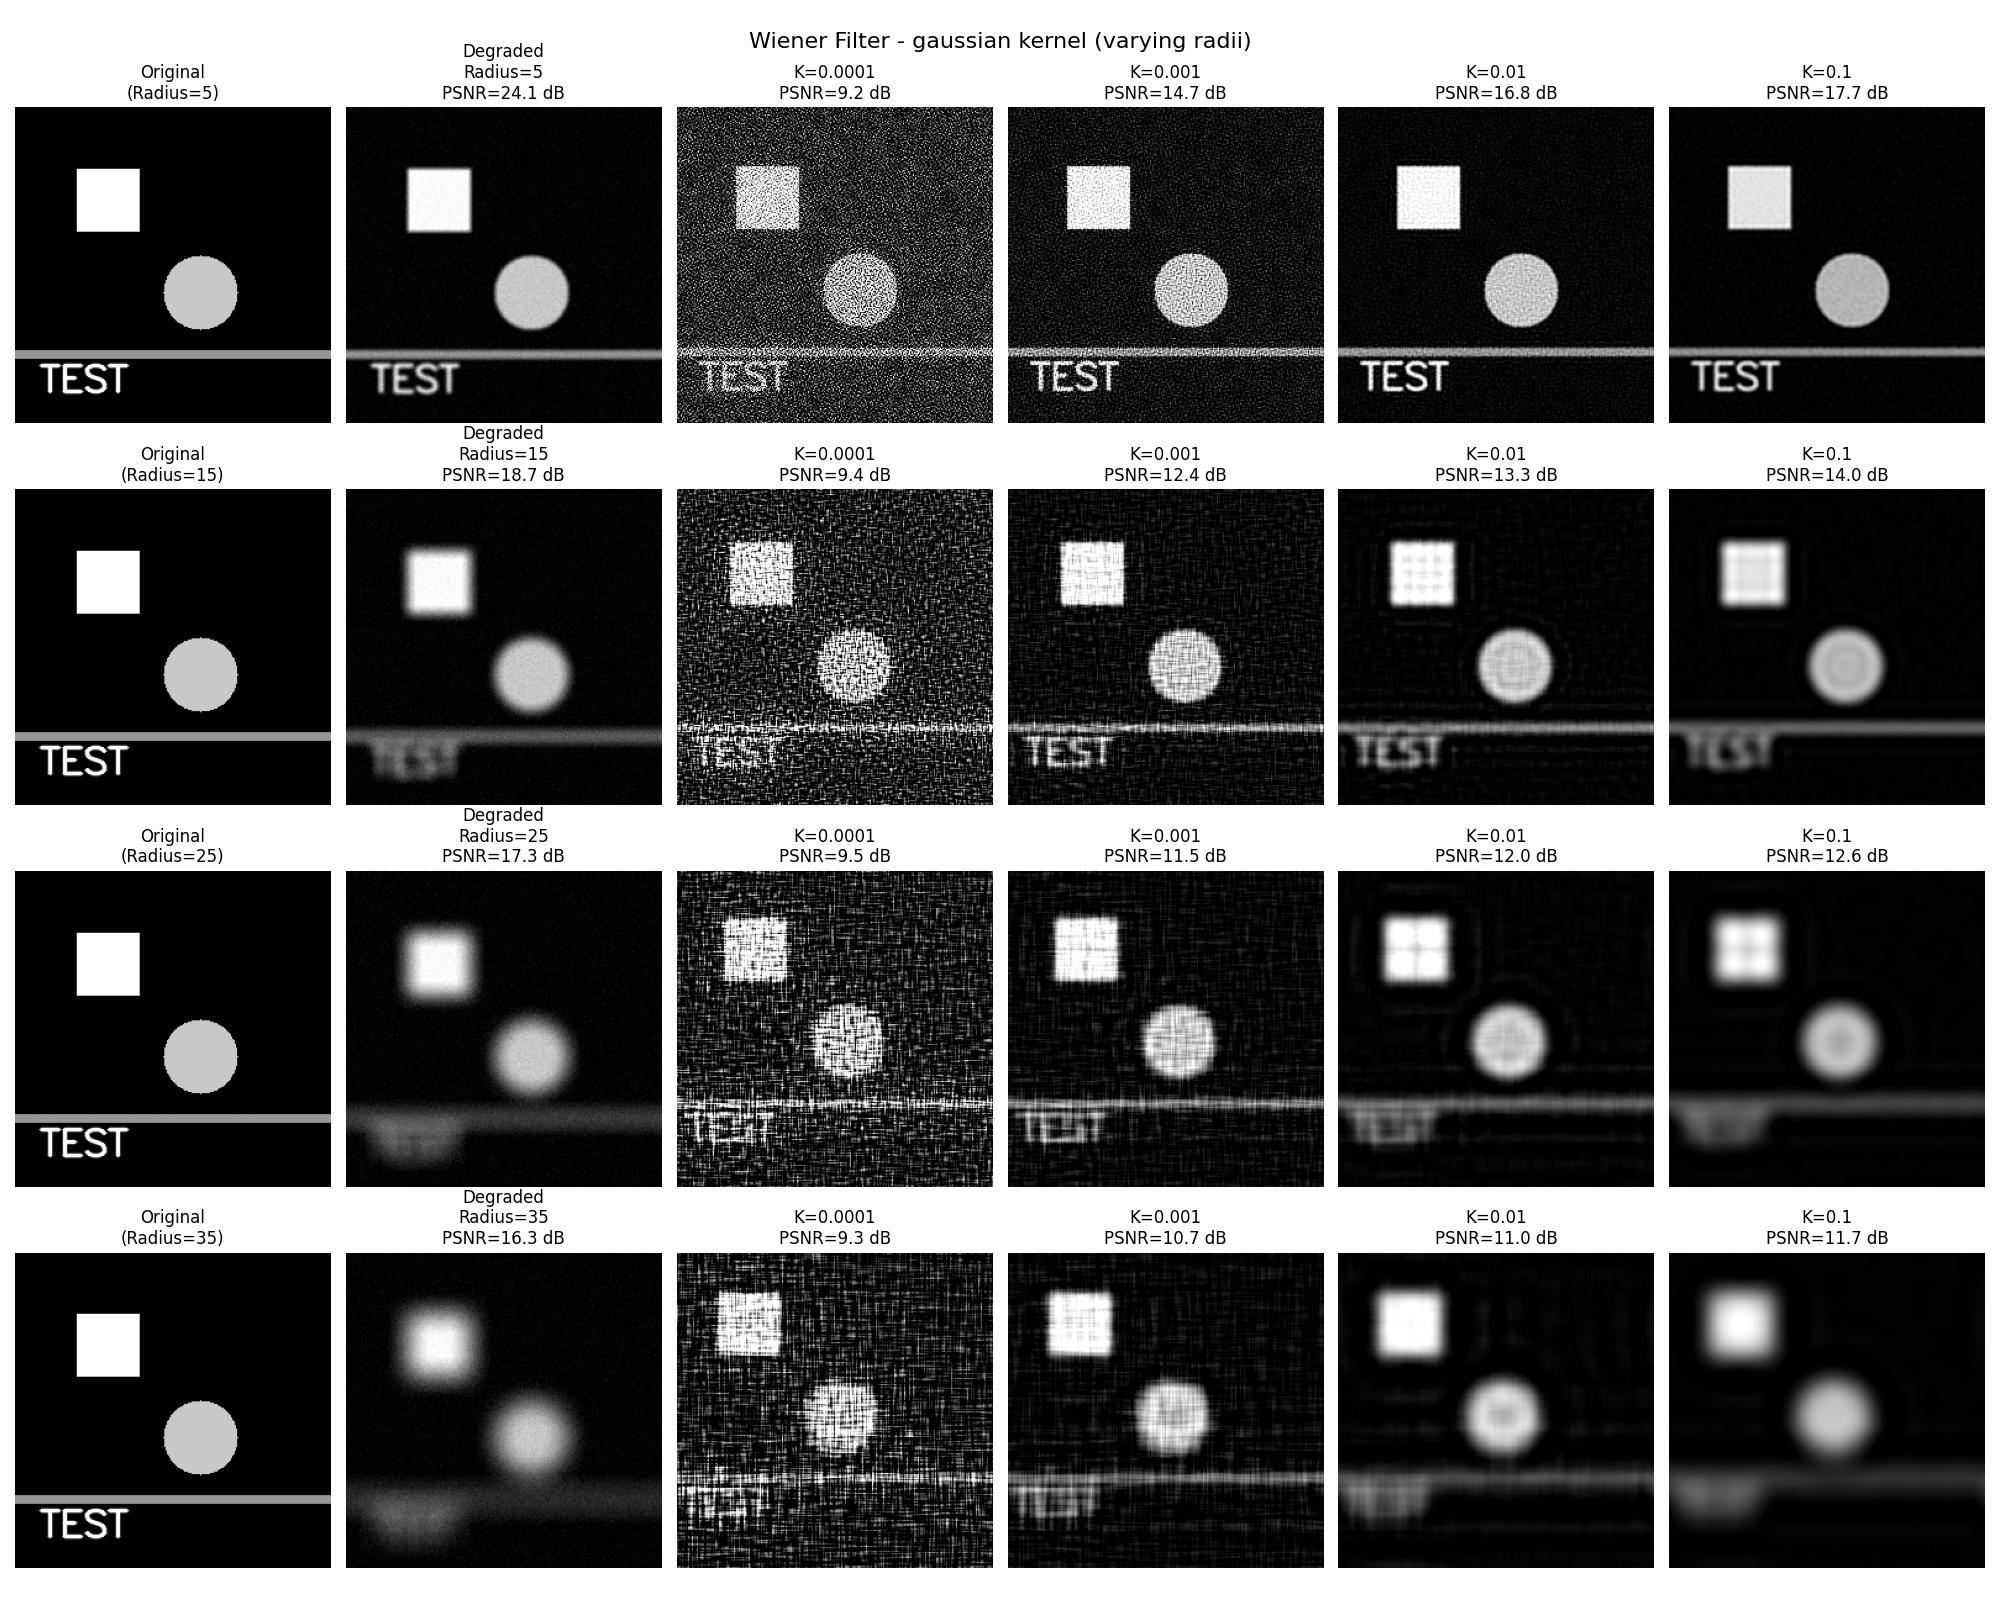 Wiener Filter - gaussian kernel (varying radii)
Original
(Radius=5)
Degraded
Radius=5
PSNR=24.1 dB
K=0.0001
PSNR=9.2 dB
K=0.001
PSNR=14.7 dB
K=0.01
PSNR=16.8 dB
K=0.1
PSNR=17.7 dB
TEST
TEST
TEST
TEST
TEST
TEST
Original
(Radius=15)
Degraded
Radius=15
PSNR=18.7 dB
K=0.0001
PSNR=9.4 dB
K=0.001
PSNR=12.4 dB
K=0.01
PSNR=13.3 dB
K=0.1
PSNR=14.0 dB
TEST
TEST
TEST
TEST
TEST
TEST
Original
(Radius=25)
Degraded
Radius=25
PSNR=17.3 dB
K=0.0001
PSNR=9.5 dB
K=0.001
PSNR=11.5 dB
K=0.01
PSNR=12.0 dB
K=0.1
PSNR=12.6 dB
TEST
TEST
TEST
TEST
Original
(Radius=35)
Degraded
Radius=35
PSNR=16.3 dB
K=0.0001
PSNR=9.3 dB
K=0.001
PSNR=10.7 dB
K=0.01
PSNR=11.0 dB
K=0.1
PSNR=11.7 dB
TEST